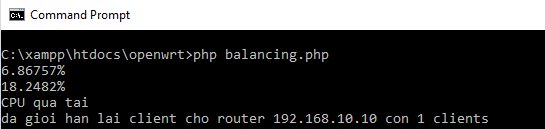 Command Prompt
C:\xampp\htdocs\openwrt>php balancing.php
6.86757%
18.2482%
CPU qua tai
da gioi han lai client cho router 192.168.10.10 con 1 clients